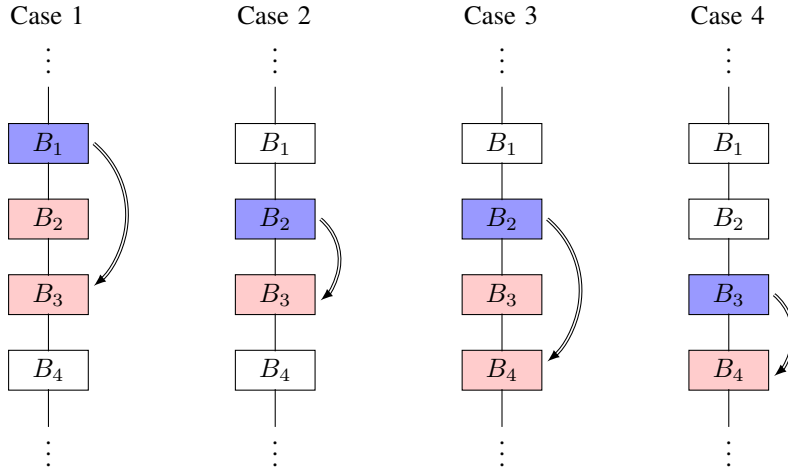 Case 1 Case 2 Case 3 Case 4
⋮ ⋮ ⋮ ⋮
B₁ B₁ B₁ B₁
B₂ B₂ B₂ B₂
B₃ B₃ B₃ B₃
B₄ B₄ B₄ B₄
⋮ ⋮ ⋮ ⋮